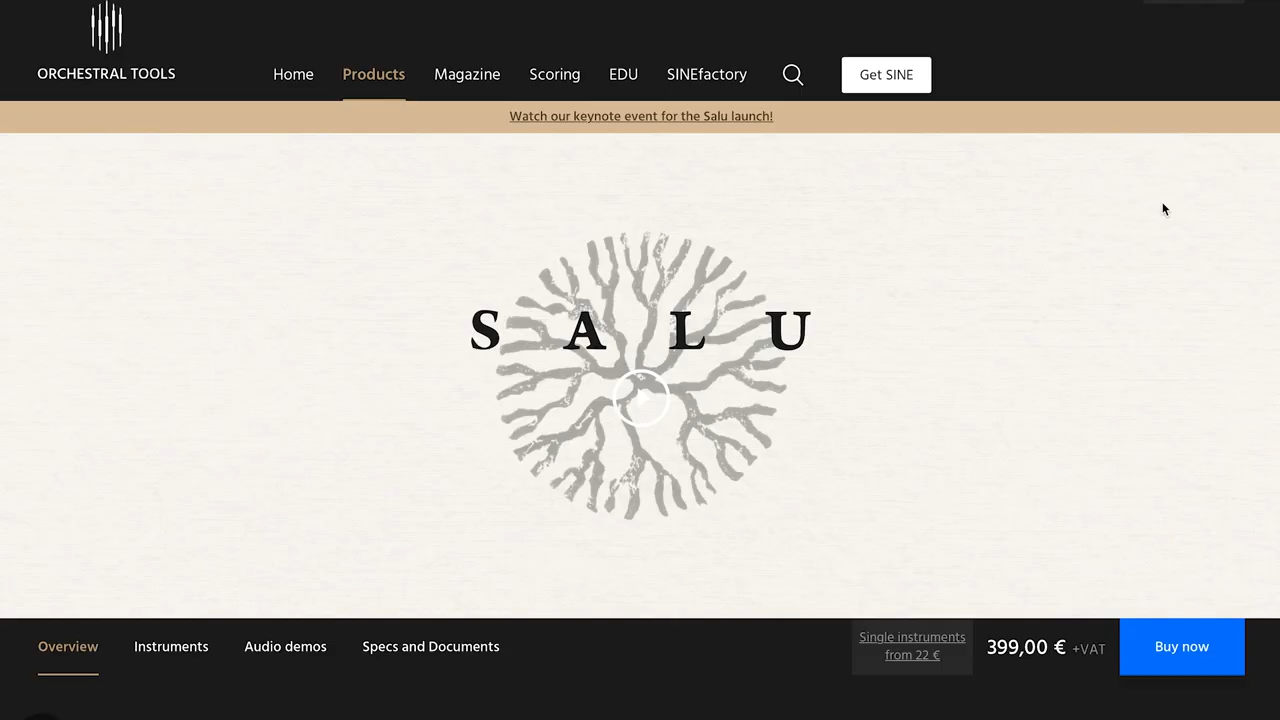 ORCHESTRAL TOOLS
Home Products Magazine Scoring EDU SINEfactory Get SINE
Watch our keynote event for the Salu launch!
S A L U
Overview Instruments Audio demos Specs and Documents
Single instruments
from 22 €
399,00 € +VAT
Buy now